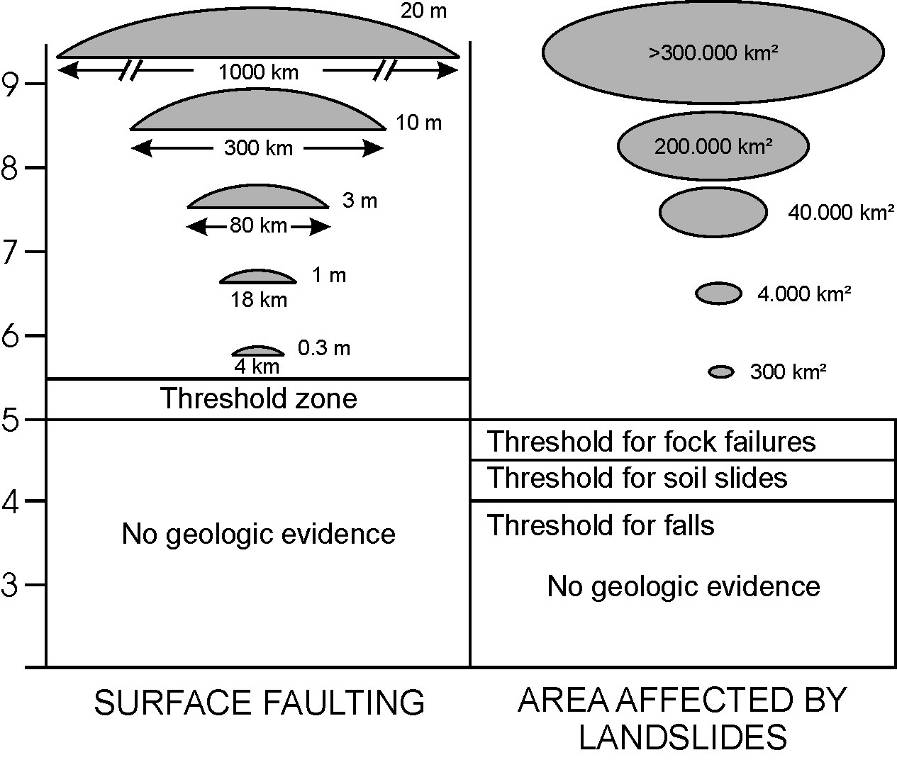 20 m
>300.000 km²
1000 km
9
10 m
300 km
200.000 km²
8
3 m
80 km
40.000 km²
7
1 m
18 km
4.000 km²
6
0.3 m
4 km
300 km²
Threshold zone
5
Threshold for fock failures
Threshold for soil slides
4
No geologic evidence
Threshold for falls
3
No geologic evidence
SURFACE FAULTING
AREA AFFECTED BY
LANDSLIDES